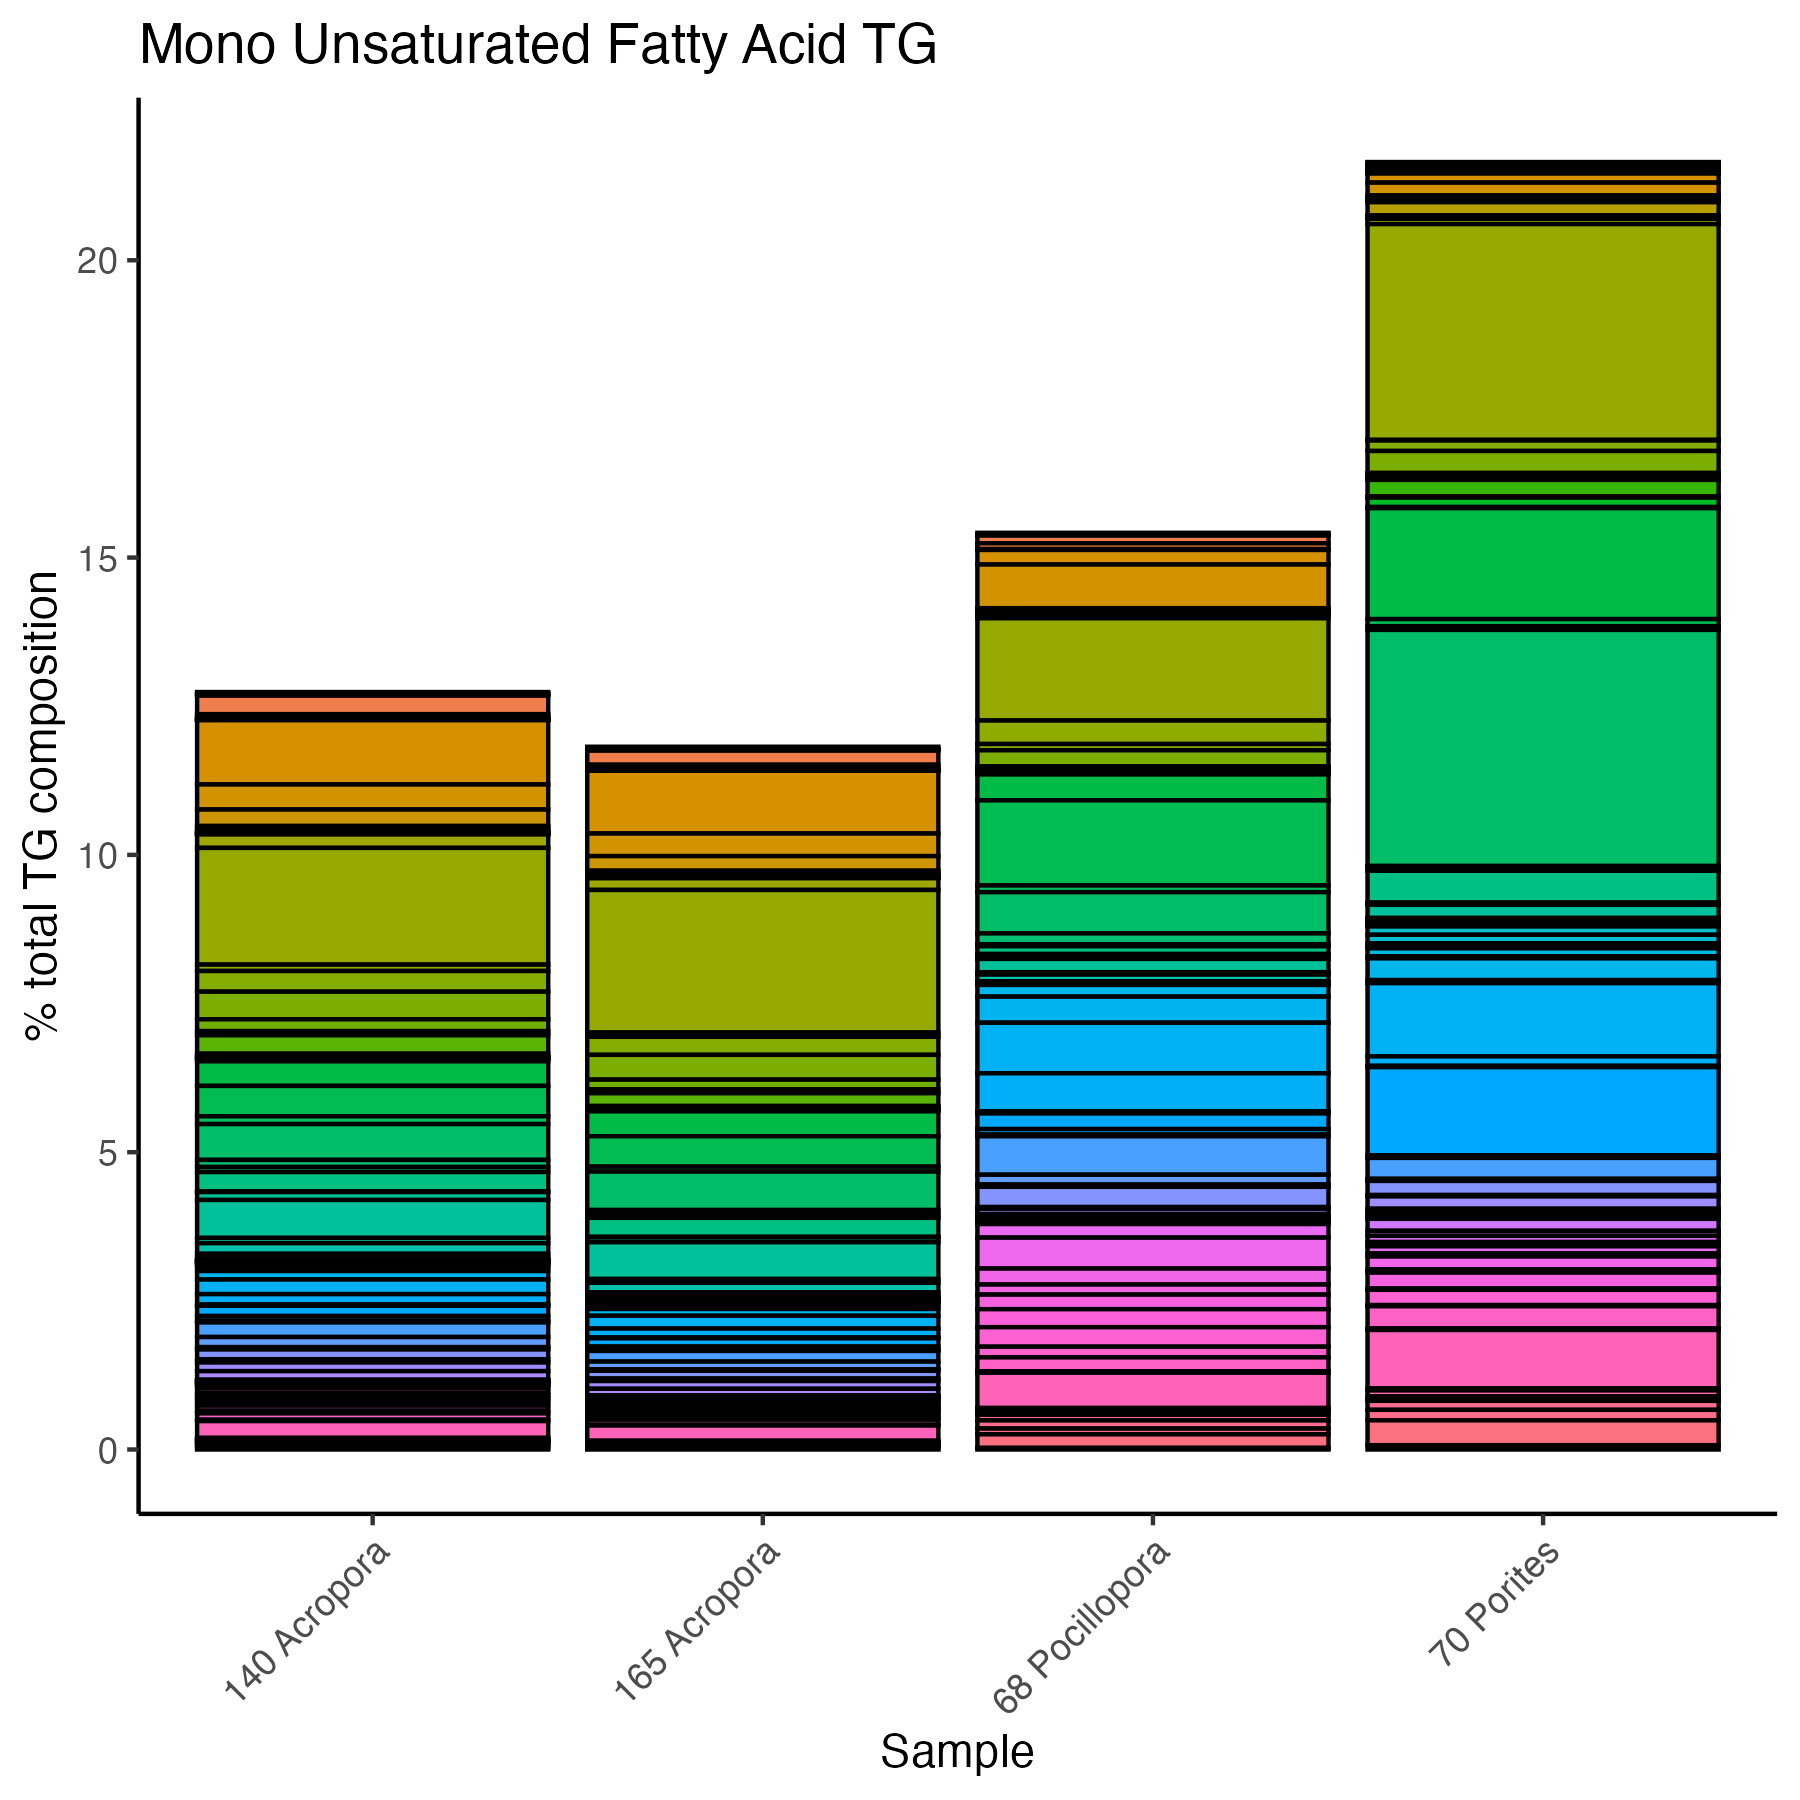 Mono Unsaturated Fatty Acid TG
% total TG composition
20
15
10
5
0
140 Acropora
165 Acropora
68 Pocillopora
70 Porites
Sample